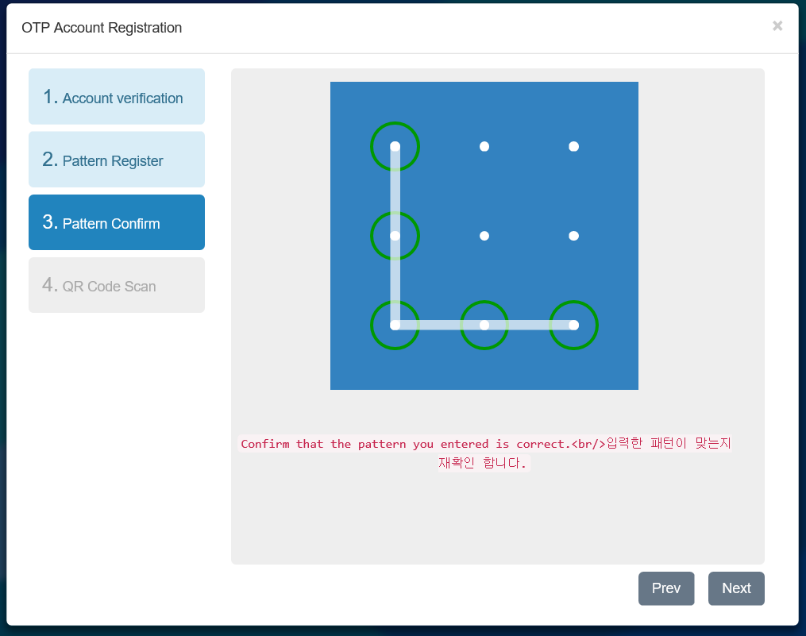 OTP Account Registration
×
1. Account verification
2. Pattern Register
3. Pattern Confirm
4. QR Code Scan
Confirm that the pattern you entered is correct.<br/>입력한 패턴이 맞는지
재확인 합니다.
Prev
Next